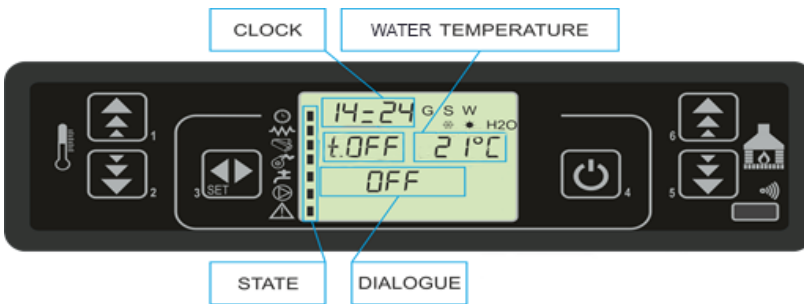 CLOCK
WATER TEMPERATURE
14=24 G S W
H2O
t.OFF 21°C
OFF
1
2
3 SET
4
6
5
STATE
DIALOGUE